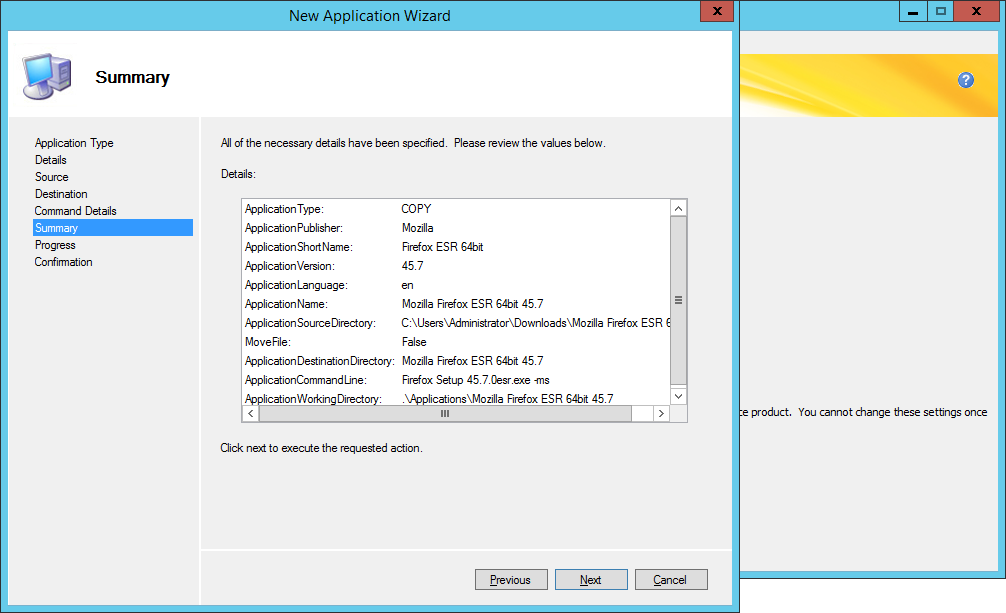 New Application Wizard
Summary
Application Type
Details
Source
Destination
Command Details
Summary
Progress
Confirmation
All of the necessary details have been specified.  Please review the values below.
Details:
ApplicationType: COPY
ApplicationPublisher: Mozilla
ApplicationShortName: Firefox ESR 64bit
ApplicationVersion: 45.7
ApplicationLanguage: en
ApplicationName: Mozilla Firefox ESR 64bit 45.7
ApplicationSourceDirectory: C:\Users\Administrator\Downloads\Mozilla Firefox ESR 6
MoveFile: False
ApplicationDestinationDirectory: Mozilla Firefox ESR 64bit 45.7
ApplicationCommandLine: Firefox Setup 45.7.0esr.exe -ms
ApplicationWorkingDirectory: .\Applications\Mozilla Firefox ESR 64bit 45.7
Click next to execute the requested action.
Previous Next Cancel
ce product.  You cannot change these settings once